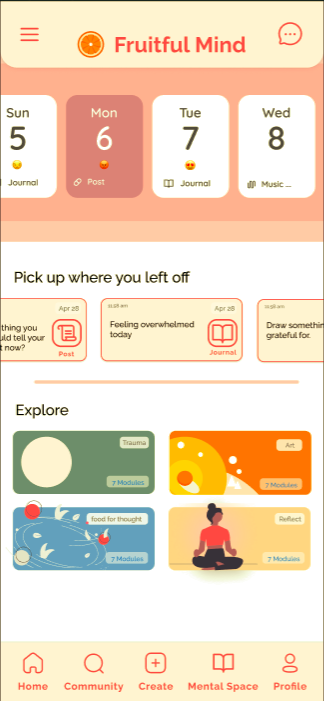 Fruitful Mind
Sun
5
Journal
Mon
6
Post
Tue
7
Journal
Wed
8
Music ...
Pick up where you left off
Apr 28
thing you
uld tell your
t now?
Post
11:58 am
Apr 28
Feeling overwhelmed
today
Journal
10:58 am
Draw somethin
grateful for.
Explore
Trauma
7 Modules
Art
7 Modules
food for thought
7 Modules
Reflect
7 Modules
Home
Community
Create
Mental Space
Profile